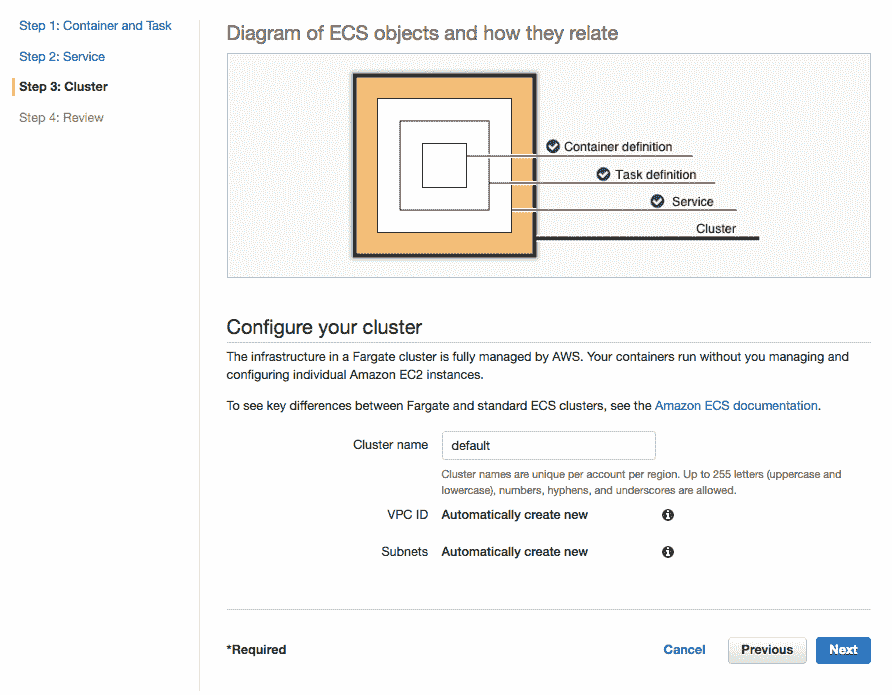 Step 1: Container and Task
Step 2: Service
Step 3: Cluster
Step 4: Review
Diagram of ECS objects and how they relate
Container definition
Task definition
Service
Cluster
Configure your cluster
The infrastructure in a Fargate cluster is fully managed by AWS. Your containers run without you managing and
configuring individual Amazon EC2 instances.
To see key differences between Fargate and standard ECS clusters, see the Amazon ECS documentation.
Cluster name default
Cluster names are unique per account per region. Up to 255 letters (uppercase and
lowercase), numbers, hyphens, and underscores are allowed.
VPC ID Automatically create new
Subnets Automatically create new
*Required Cancel Previous Next